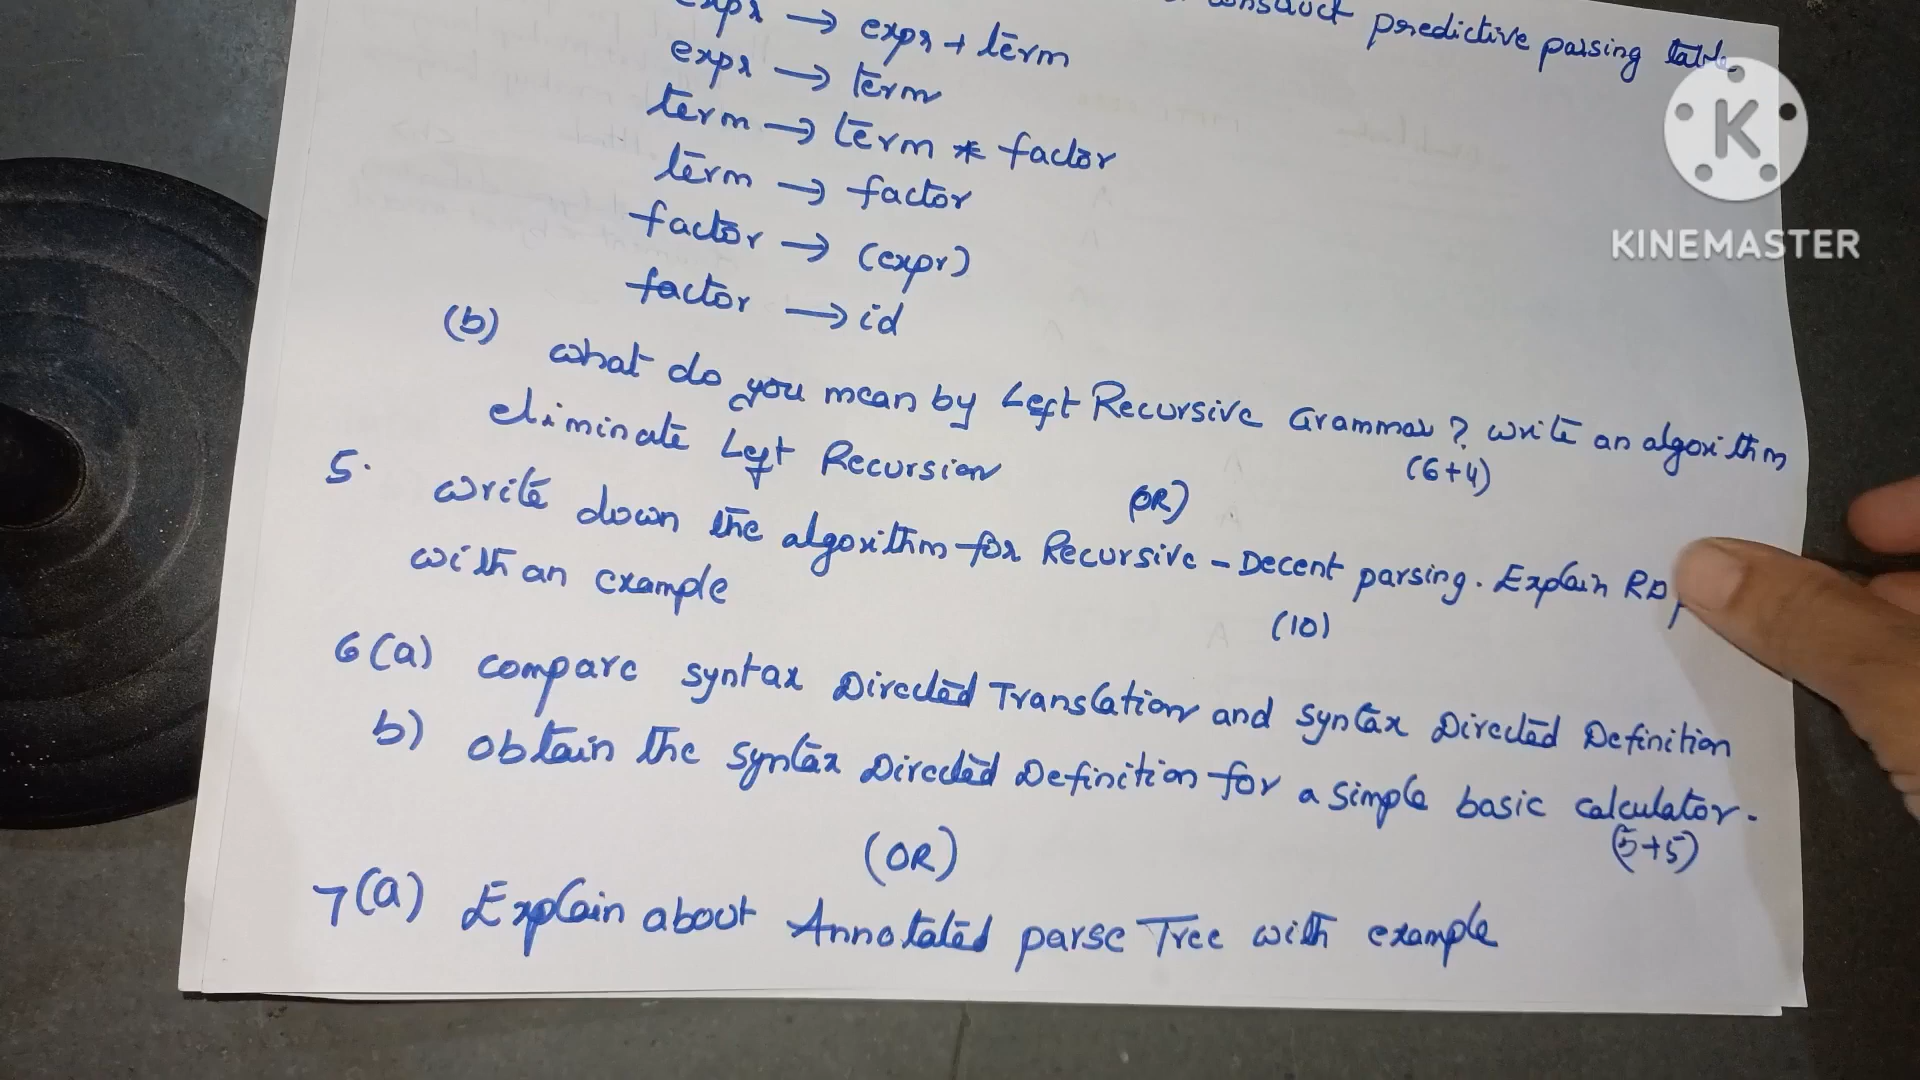 construct predictive parsing table
expr → expr + term
expr → term
term → term * factor
term → factor
factor → (expr)
factor → id
(b) what do you mean by Left Recursive Grammar ? write an algorithm
eliminate Left Recursion (6+4)
(OR)
5. write down the algorithm for Recursive - Decent parsing. Explain RDP
with an example (10)
6(a) compare syntax Directed Translation and syntax Directed Definition
b) obtain the syntax Directed Definition for a simple basic calculator.
(5+5)
(OR)
7(a) Explain about Annotated parse Tree with example
K
KINEMASTER